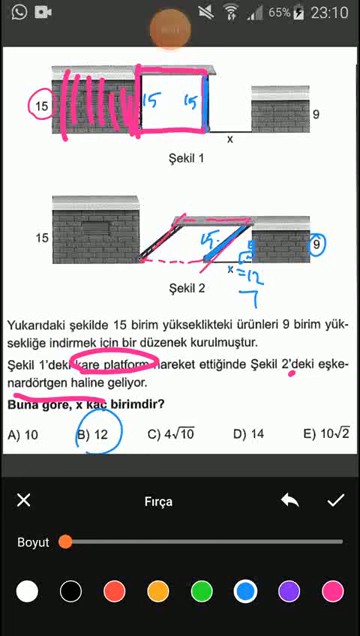 65% 23:10
15 15 15 9
x
Şekil 1
15 15 9
x
=12
Şekil 2
Yukarıdaki şekilde 15 birim yükseklikteki ürünleri 9 birim yük-
sekliğe indirmek için bir düzenek kurulmuştur.
Şekil 1'deki kare platform hareket ettiğinde Şekil 2'deki eşke-
nardörtgen haline geliyor.
Buna göre, x kaç birimdir?
A) 10 B) 12 C) 4√10 D) 14 E) 10√2
Fırça
Boyut